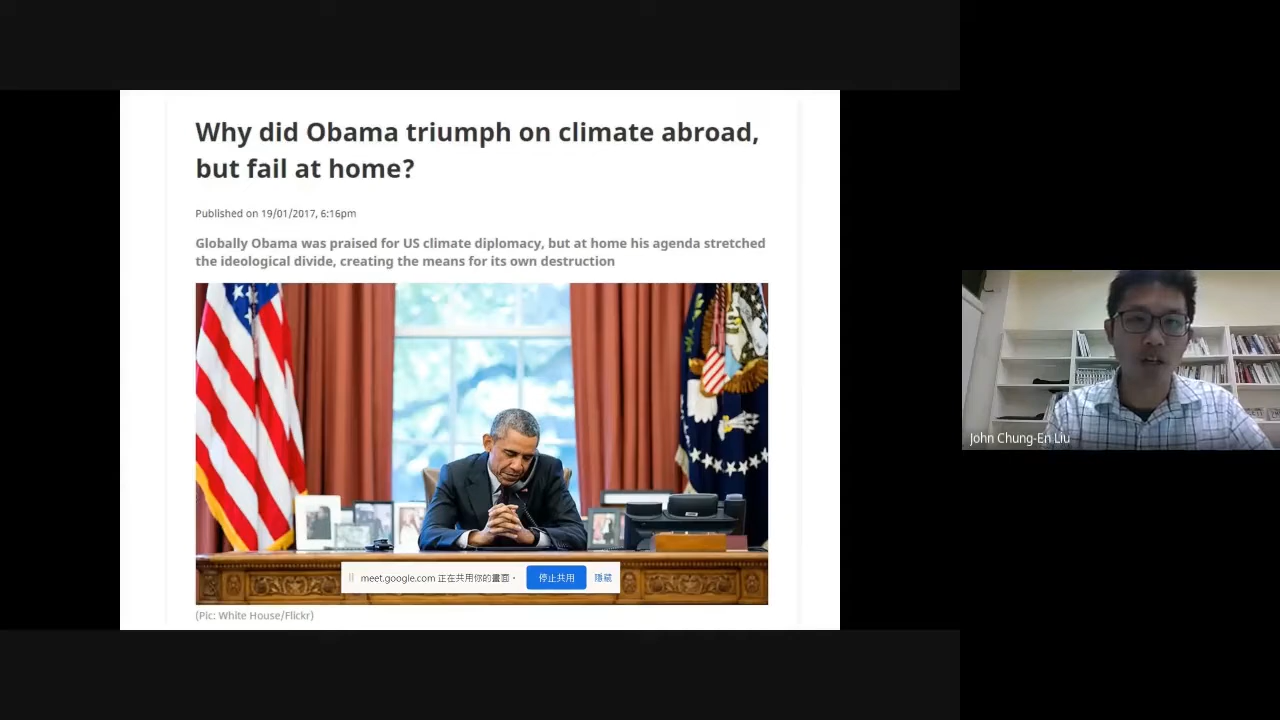 Why did Obama triumph on climate abroad,
but fail at home?
Published on 19/01/2017, 6:16pm
Globally Obama was praised for US climate diplomacy, but at home his agenda stretched
the ideological divide, creating the means for its own destruction
meet.google.com 正在共用你的畫面。 停止共用 隱藏
(Pic: White House/Flickr)
John Chung-En Liu